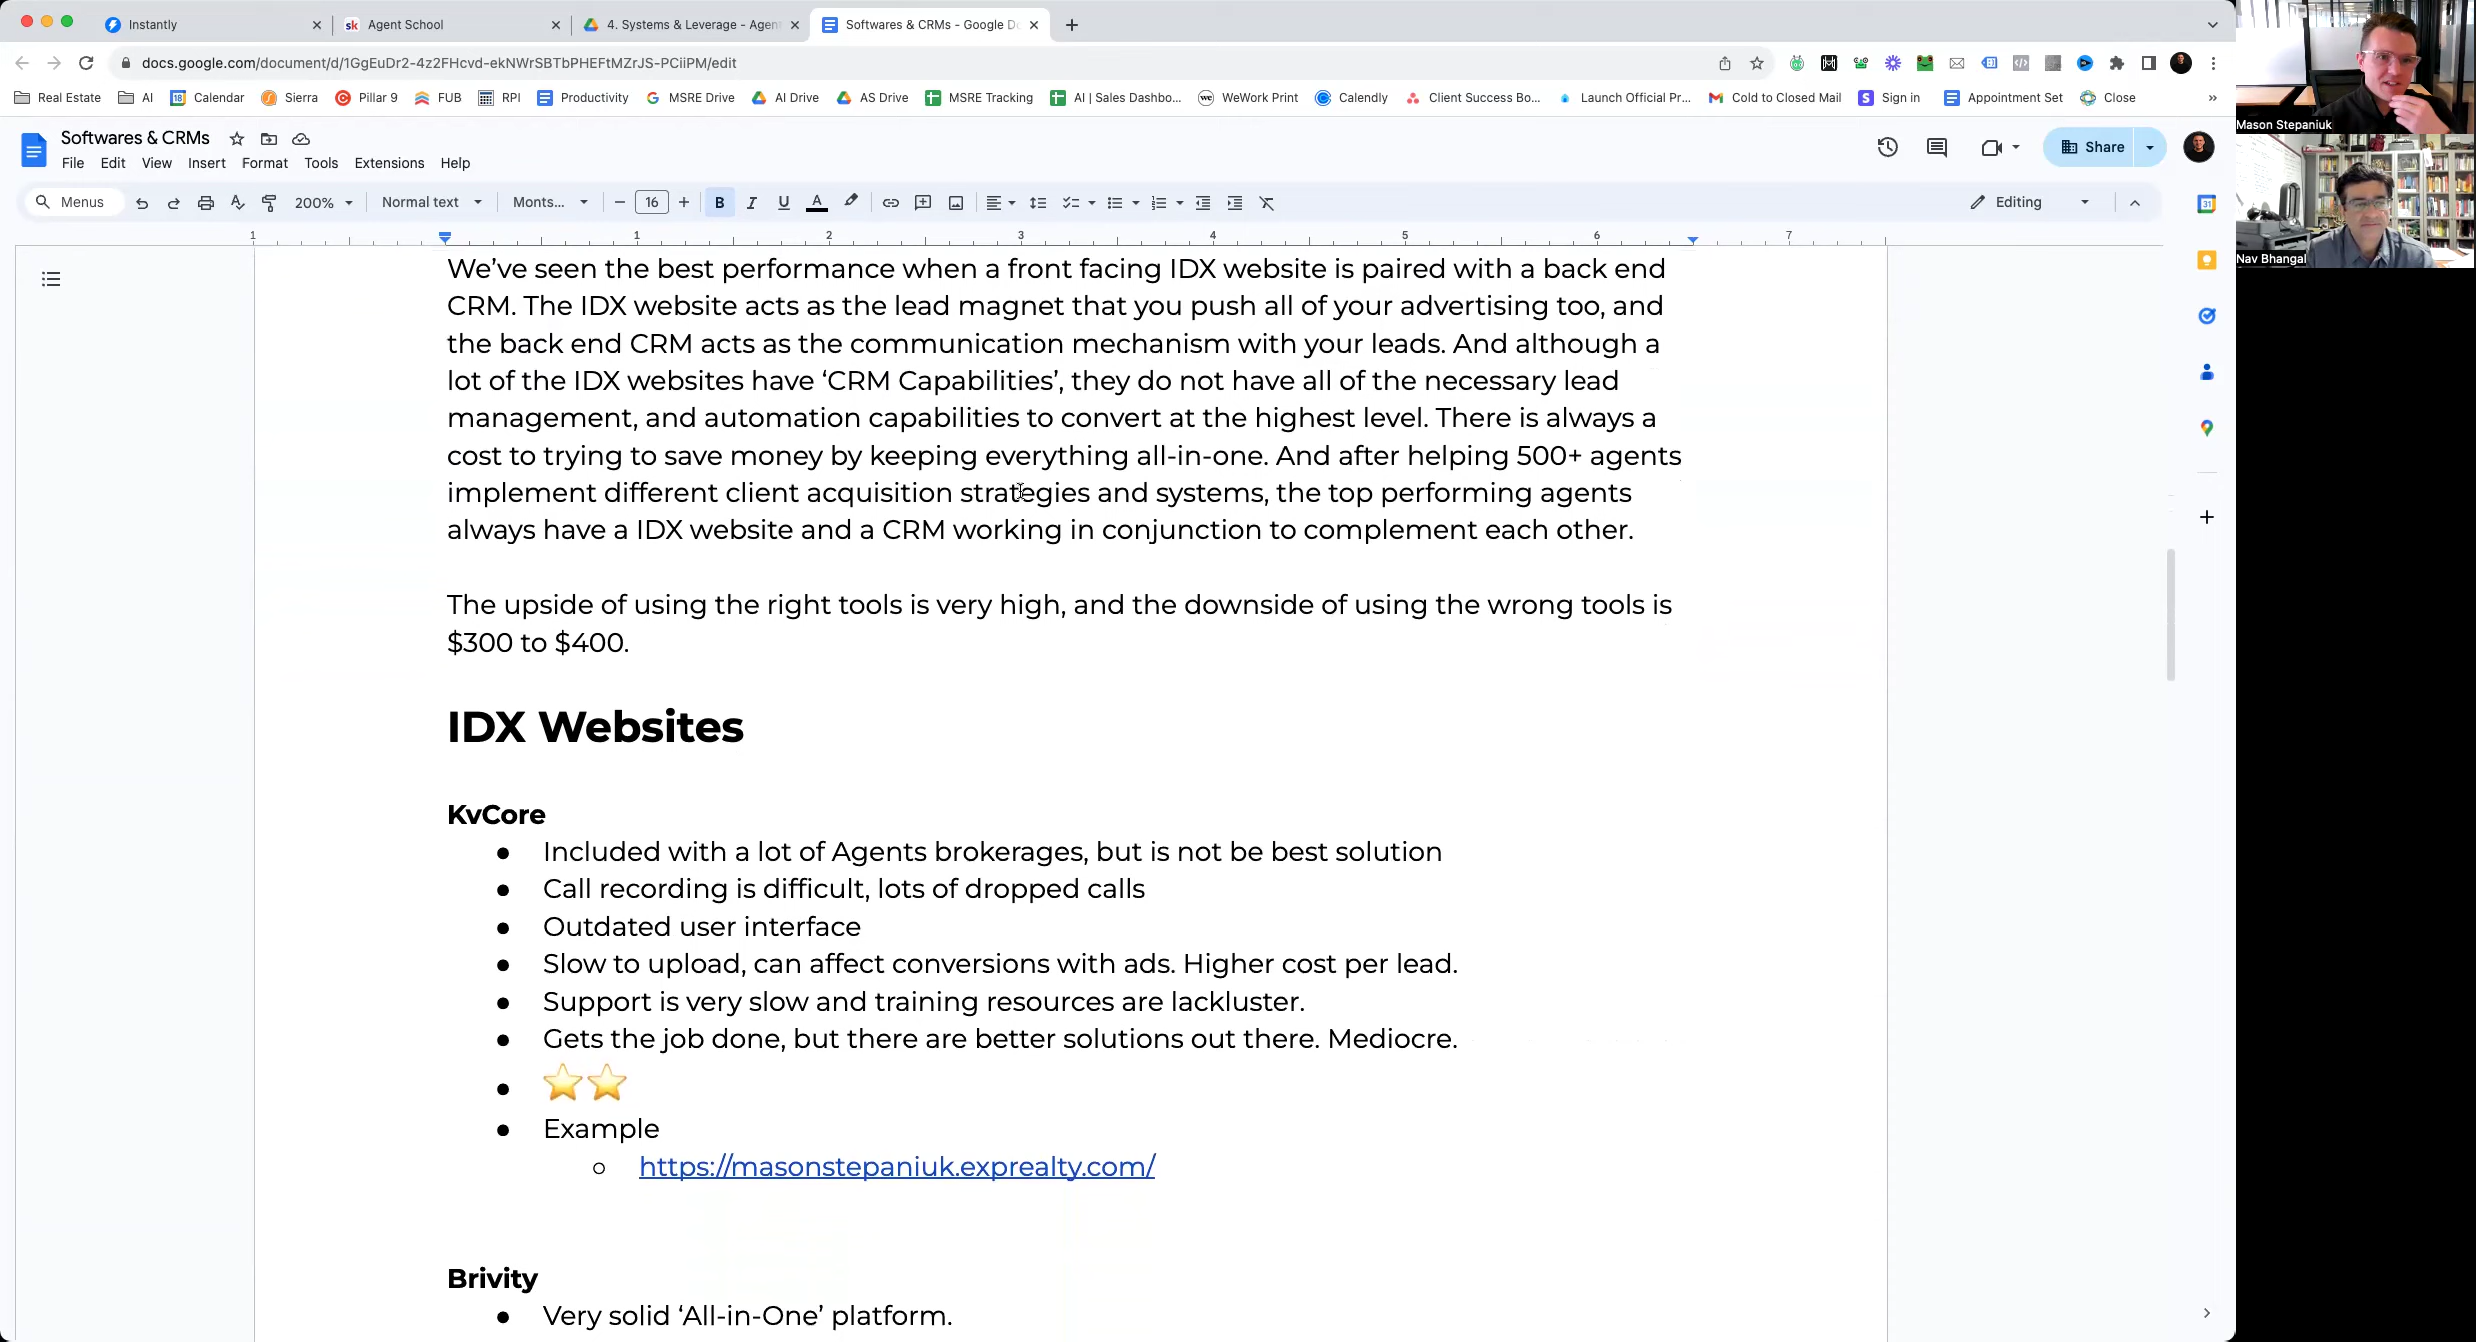 Instantly
Agent School
4. Systems & Leverage - Agen
Softwares & CRMs - Google Do
docs.google.com/document/d/1GgEuDr2-4z2FHcvd-ekNWrSBTbPHEFtMZrJS-PCiiPM/edit
Real Estate AI Calendar Sierra Pillar 9 FUB RPI Productivity MSRE Drive AI Drive AS Drive MSRE Tracking AI | Sales Dashbo... WeWork Print Calendly Client Success Bo... Launch Official Pr... Cold to Closed Mail Sign in Appointment Set Close »
Mason Stepaniuk
Softwares & CRMs
File Edit View Insert Format Tools Extensions Help
Share
Menus 200% Normal text Monts... − 16 + B I U A Editing
1 1 2 3 4 5 6 7
Nav Bhangal
We’ve seen the best performance when a front facing IDX website is paired with a back end
CRM. The IDX website acts as the lead magnet that you push all of your advertising too, and
the back end CRM acts as the communication mechanism with your leads. And although a
lot of the IDX websites have ‘CRM Capabilities’, they do not have all of the necessary lead
management, and automation capabilities to convert at the highest level. There is always a
cost to trying to save money by keeping everything all-in-one. And after helping 500+ agents
implement different client acquisition strategies and systems, the top performing agents
always have a IDX website and a CRM working in conjunction to complement each other.
The upside of using the right tools is very high, and the downside of using the wrong tools is
$300 to $400.
IDX Websites
KvCore
● Included with a lot of Agents brokerages, but is not be best solution
● Call recording is difficult, lots of dropped calls
● Outdated user interface
● Slow to upload, can affect conversions with ads. Higher cost per lead.
● Support is very slow and training resources are lackluster.
● Gets the job done, but there are better solutions out there. Mediocre.
● ⭐⭐
● Example
○ https://masonstepaniuk.exprealty.com/
Brivity
● Very solid ‘All-in-One’ platform.